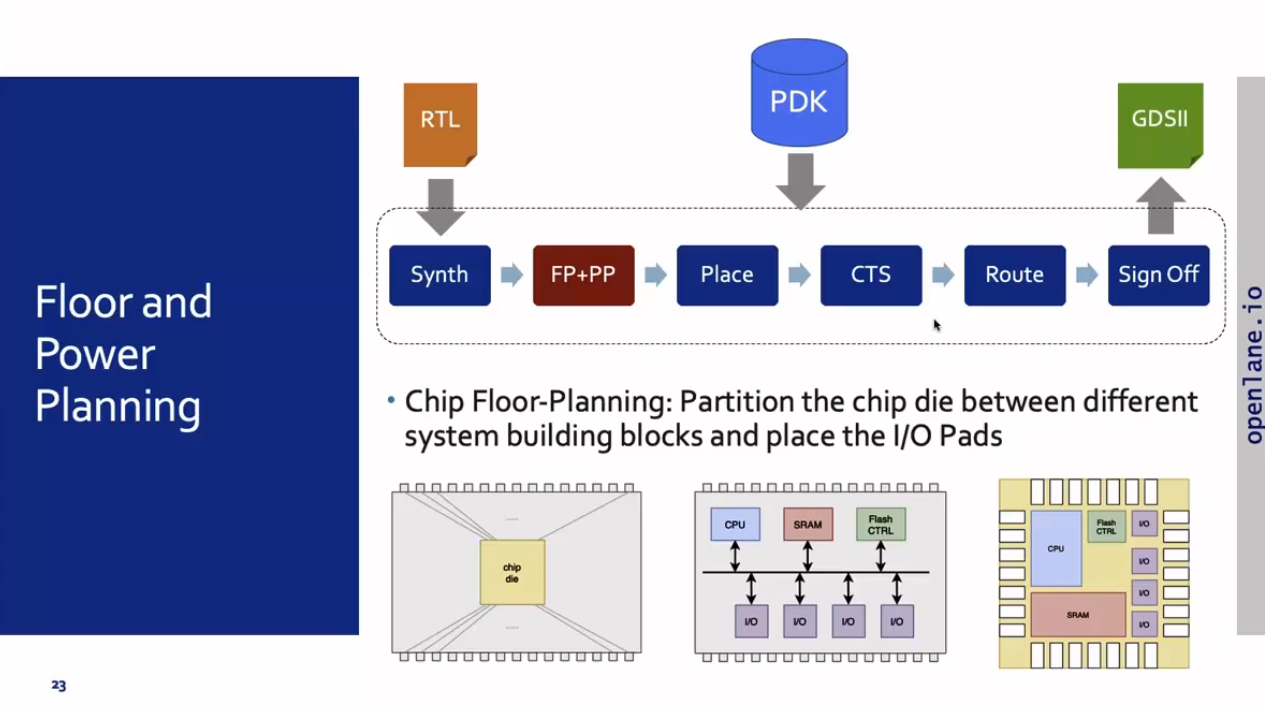 RTL
PDK
GDSII
Synth
FP+PP
Place
CTS
Route
Sign Off
Floor and
Power
Planning
• Chip Floor-Planning: Partition the chip die between different
system building blocks and place the I/O Pads
openlane.io
......
chip
die
......
CPU
SRAM
Flash
CTRL
I/O
I/O
I/O
I/O
CPU
Flash
CTRL
I/O
I/O
I/O
I/O
SRAM
23